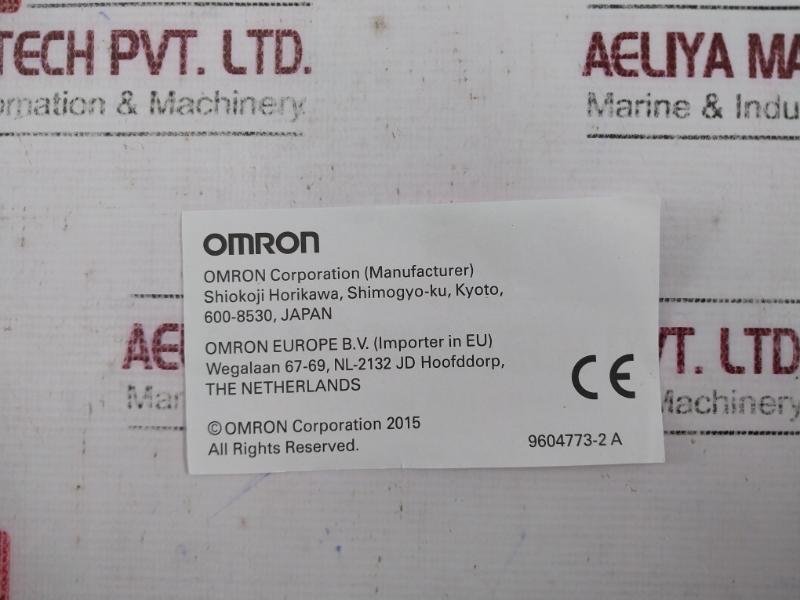 TECH PVT. LTD.
AELIYA MA
omation & Machinery
Marine & Indu
OMRON
OMRON Corporation (Manufacturer)
Shiokoji Horikawa, Shimogyo-ku, Kyoto,
600-8530, JAPAN
OMRON EUROPE B.V. (Importer in EU)
Wegalaan 67-69, NL-2132 JD Hoofddorp,
THE NETHERLANDS
CE
© OMRON Corporation 2015
All Rights Reserved.
9604773-2 A
AE
VT. LTD
Mar
Machinery